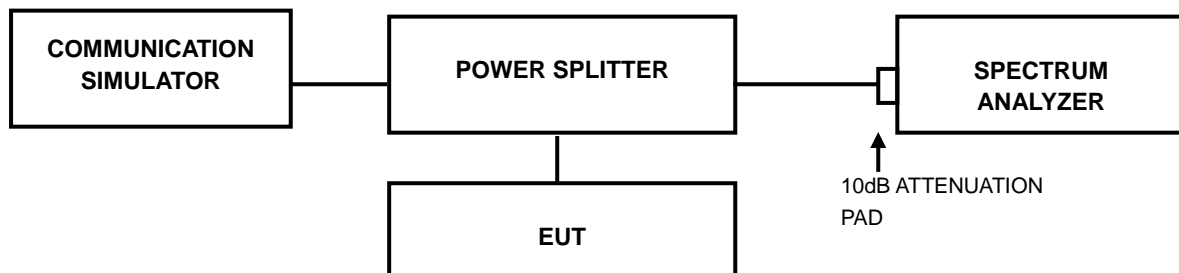 COMMUNICATION
SIMULATOR
POWER SPLITTER
SPECTRUM
ANALYZER
10dB ATTENUATION
PAD
EUT